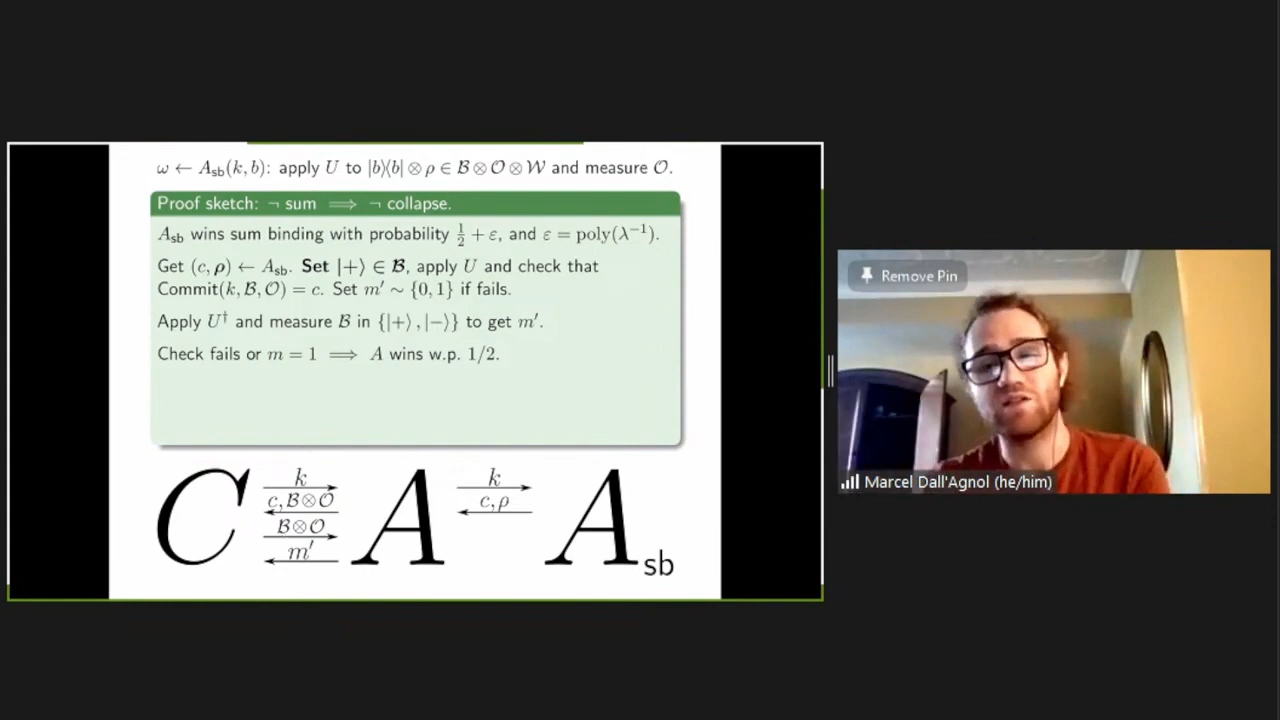 ω ← A_sb(k, b): apply U to |b⟩⟨b| ⊗ ρ ∈ B ⊗ O ⊗ W and measure O.
Proof sketch: ¬ sum ⟹ ¬ collapse.
A_sb wins sum binding with probability 1/2 + ε, and ε = poly(λ⁻¹).
Get (c, ρ) ← A_sb. Set |+⟩ ∈ B, apply U and check that
Commit(k, B, O) = c. Set m′ ∼ {0, 1} if fails.
Apply U† and measure B in {|+⟩, |−⟩} to get m′.
Check fails or m = 1 ⟹ A wins w.p. 1/2.
C k A k A_sb
c, B⊗O c, ρ
B⊗O
m′
Remove Pin
Marcel Dall'Agnol (he/him)